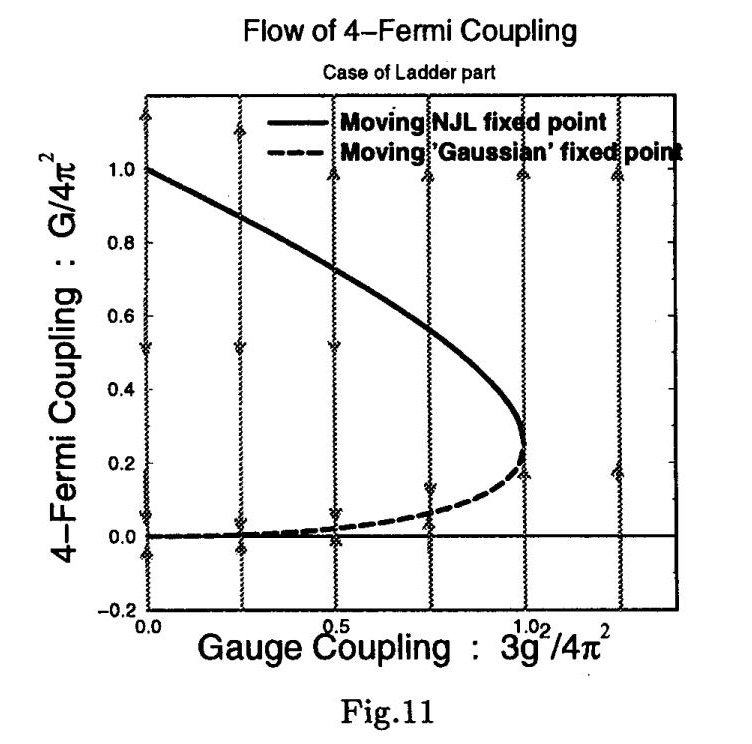 Flow of 4–Fermi Coupling
Case of Ladder part
Moving NJL fixed point
Moving 'Gaussian' fixed point
4–Fermi Coupling : G/4π²
1.0
0.8
0.6
0.4
0.2
0.0
–0.2
0.0 0.5 1.0
Gauge Coupling : 3g²/4π²
Fig.11